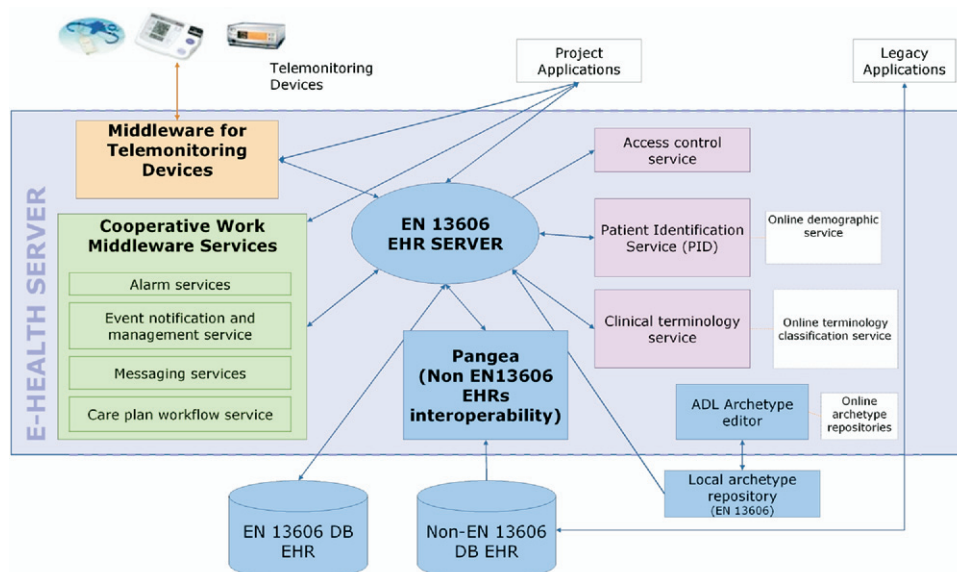 Telemonitoring
Devices
Project
Applications
Legacy
Applications
E-HEALTH SERVER
Middleware for
Telemonitoring
Devices
Cooperative Work
Middleware Services
Alarm services
Event notification and
management service
Messaging services
Care plan workflow service
EN 13606
EHR SERVER
Access control
service
Patient Identification
Service (PID)
Online demographic
service
Clinical terminology
service
Online terminology
classification service
Pangea
(Non EN13606
EHRs
interoperability)
ADL Archetype
editor
Online
archetype
repositories
Local archetype
repository
(EN 13606)
EN 13606 DB
EHR
Non-EN 13606
DB EHR